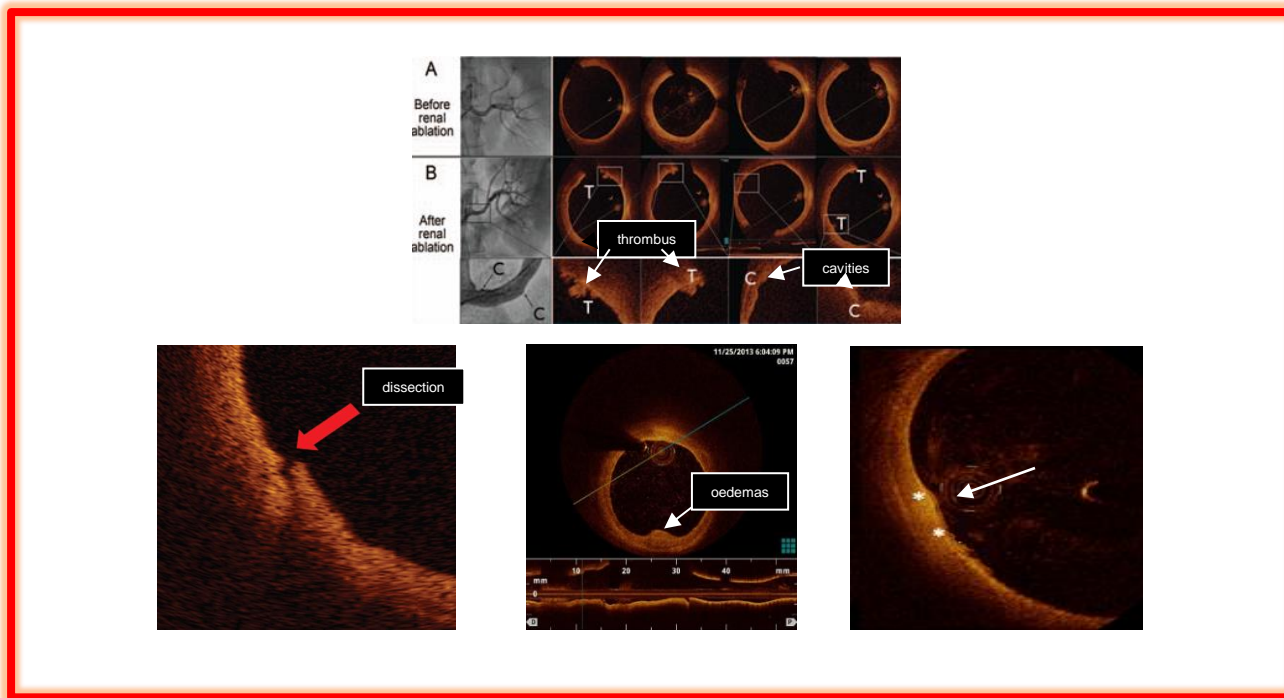 A
Before
renal
ablation
B
T
T
T
T
After
renal
ablation
thrombus
cavities
C
C
T
T
C
C
dissection
11/25/2013 6:04:09 PM
0057
oedemas
10
20
30
40
mm
mm
0
P
*
*